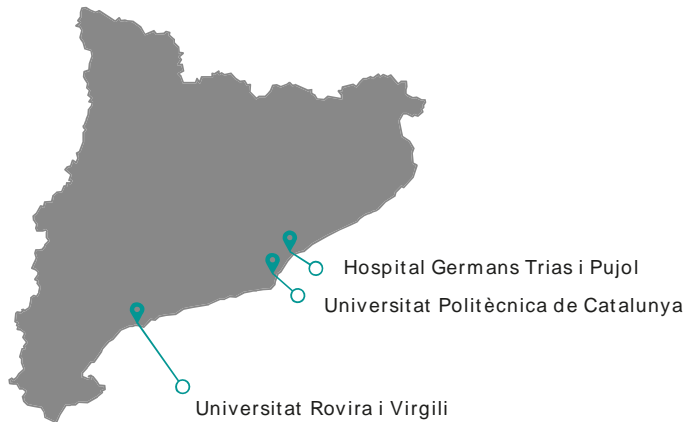 Hospital Germans Trias i Pujol
Universitat Politècnica de Catalunya
Universitat Rovira i Virgili